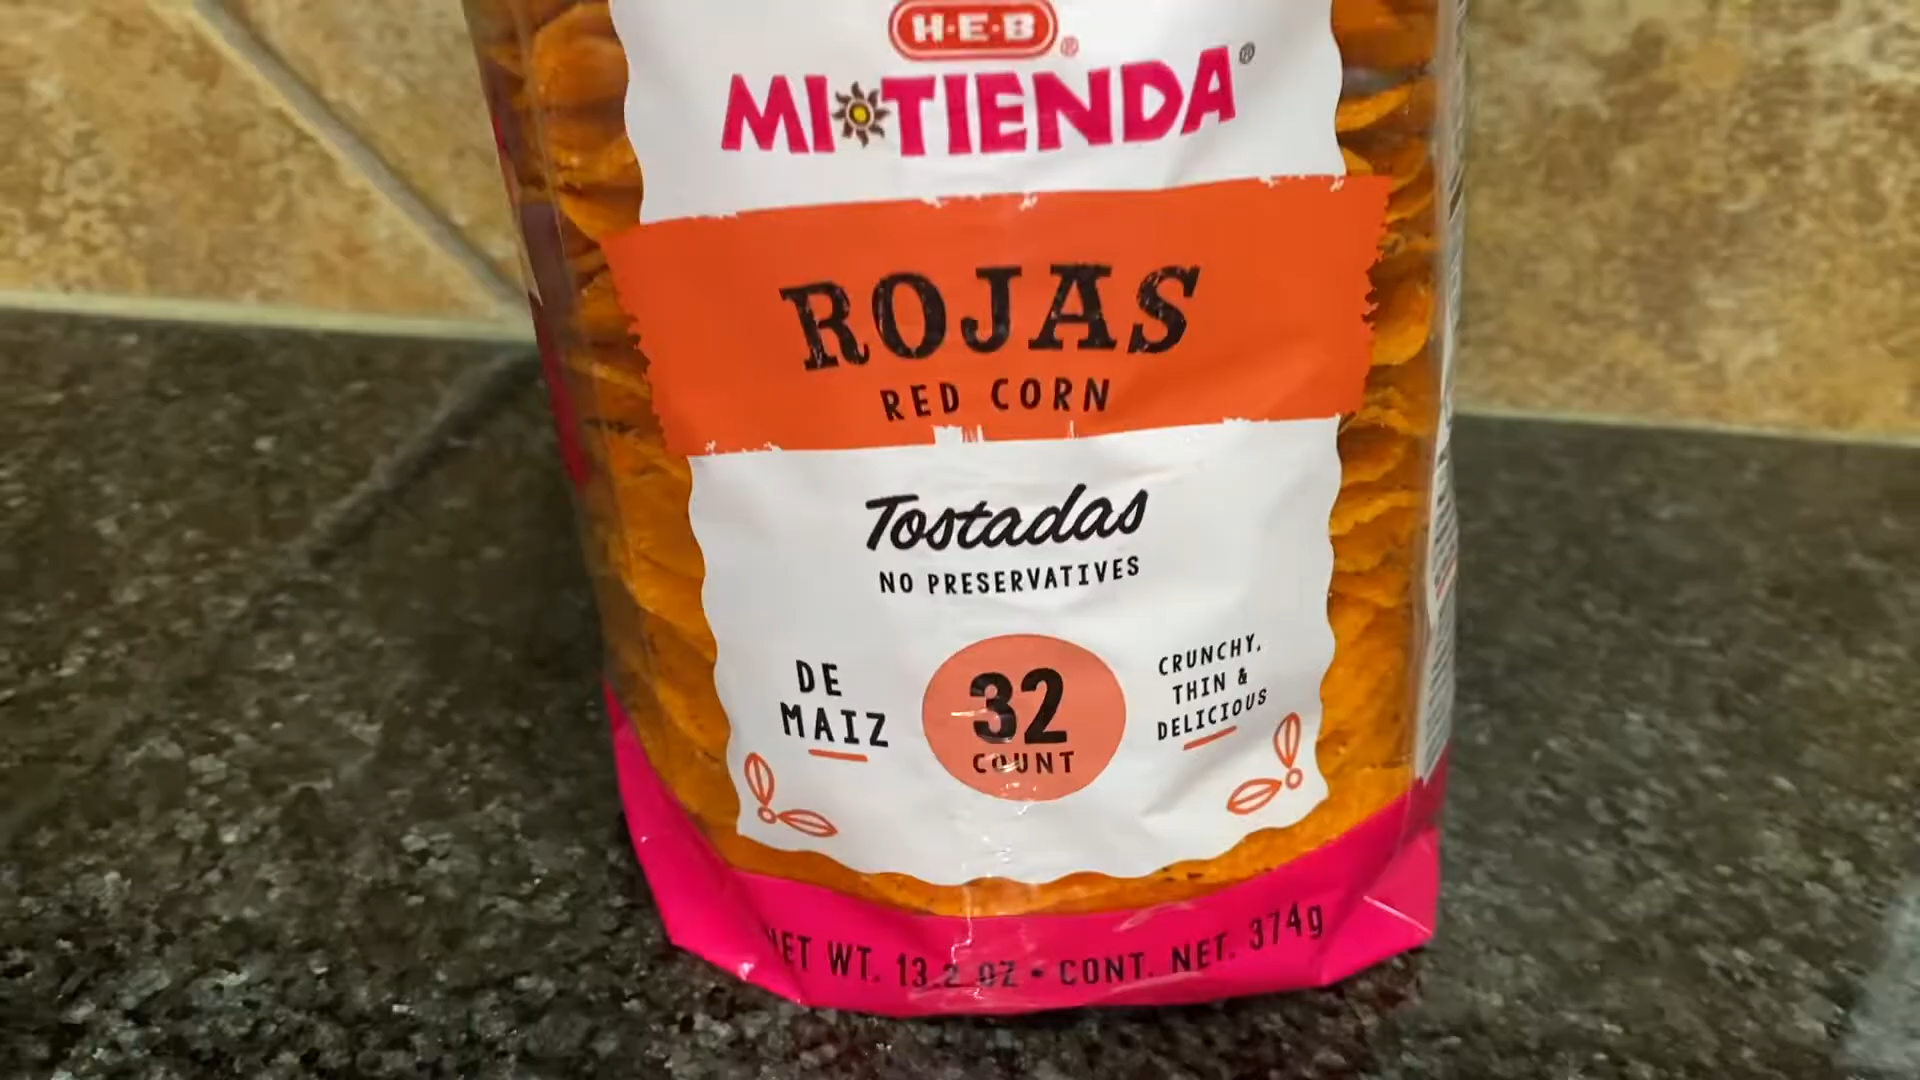 H-E-B ®
MI TIENDA ®
ROJAS
RED CORN
Tostadas
NO PRESERVATIVES
DE
MAIZ
32
COUNT
CRUNCHY,
THIN &
DELICIOUS
NET WT. 13.2 OZ • CONT. NET. 374g